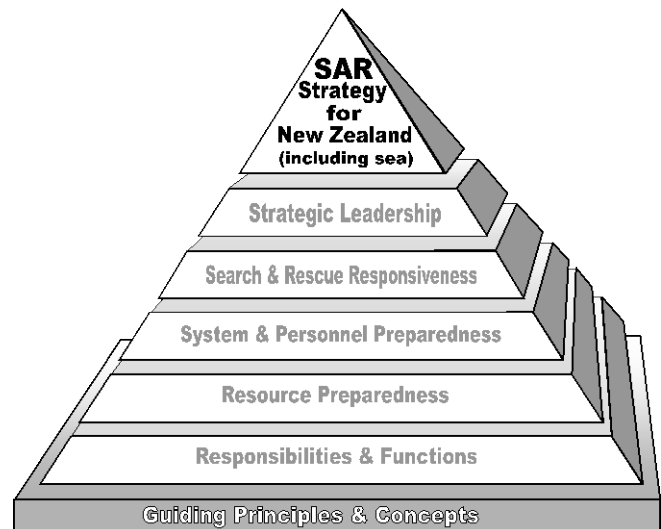 SAR
Strategy
for
New Zealand
(including sea)
Strategic Leadership
Search & Rescue Responsiveness
System & Personnel Preparedness
Resource Preparedness
Responsibilities & Functions
Guiding Principles & Concepts